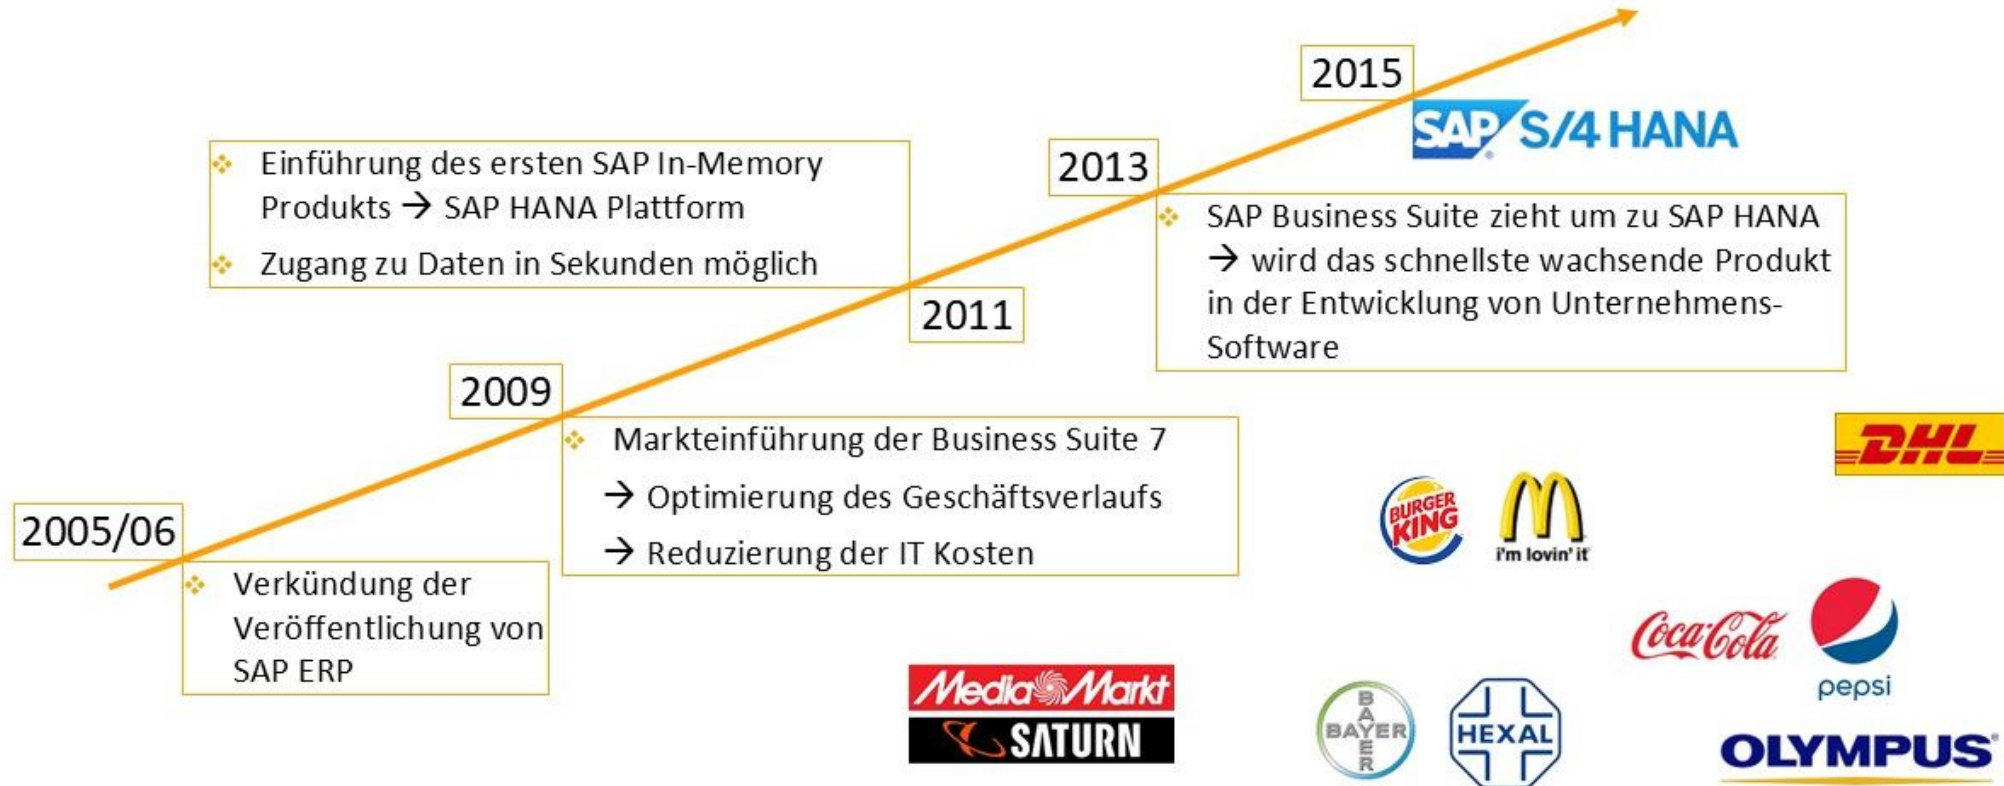 2015
SAP S/4 HANA
2013
Einführung des ersten SAP In-Memory
Produkts → SAP HANA Plattform
Zugang zu Daten in Sekunden möglich
SAP Business Suite zieht um zu SAP HANA
→ wird das schnellste wachsende Produkt
in der Entwicklung von Unternehmens-
Software
2011
2009
Markteinführung der Business Suite 7
→ Optimierung des Geschäftsverlaufs
→ Reduzierung der IT Kosten
2005/06
Verkündung der
Veröffentlichung von
SAP ERP
DHL
BURGER
KING
i'm lovin' it
Coca-Cola
pepsi
Media Markt
SATURN
BAYER
BAYER
HEXAL
OLYMPUS